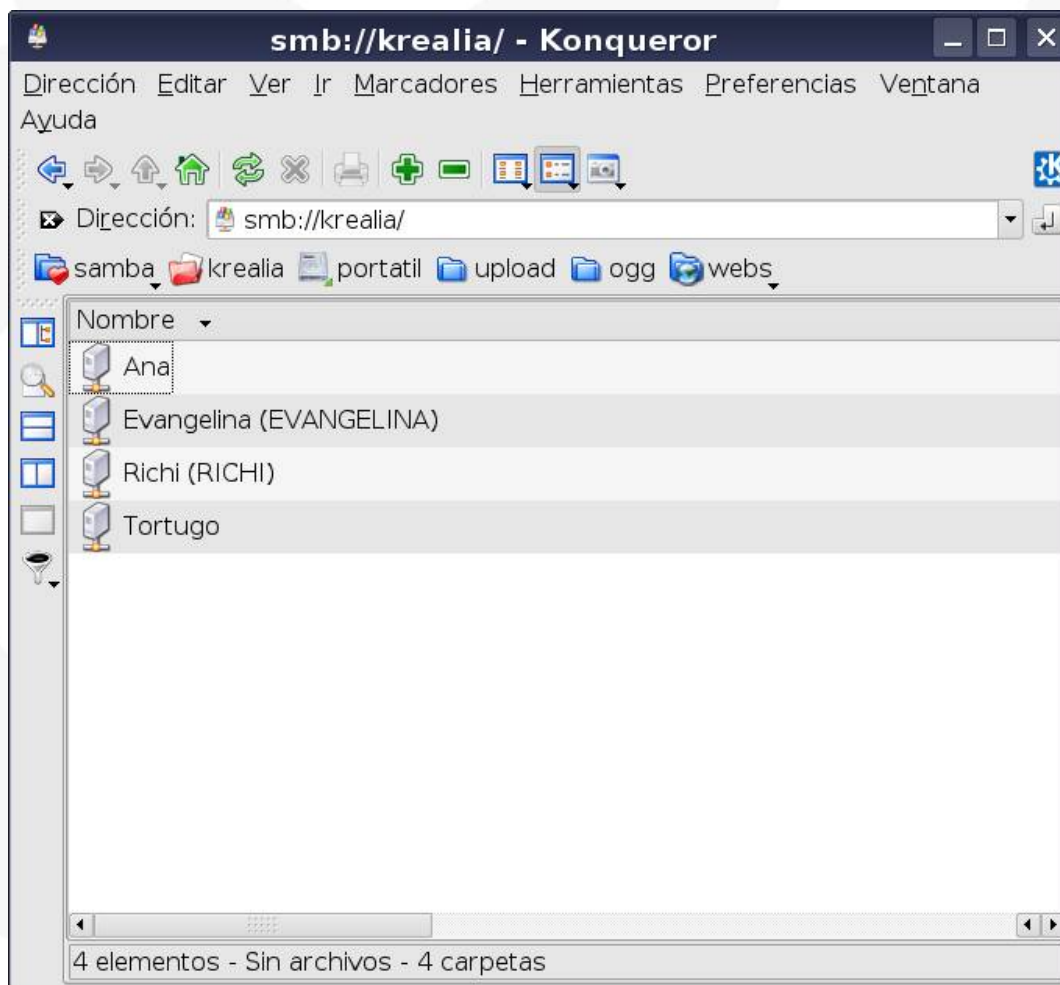 smb://krealia/ - Konqueror
Dirección Editar Ver Ir Marcadores Herramientas Preferencias Ventana
Ayuda
Dirección: smb://krealia/
samba krealia portatil upload ogg webs
Nombre
Ana
Evangelina (EVANGELINA)
Richi (RICHI)
Tortugo
4 elementos - Sin archivos - 4 carpetas